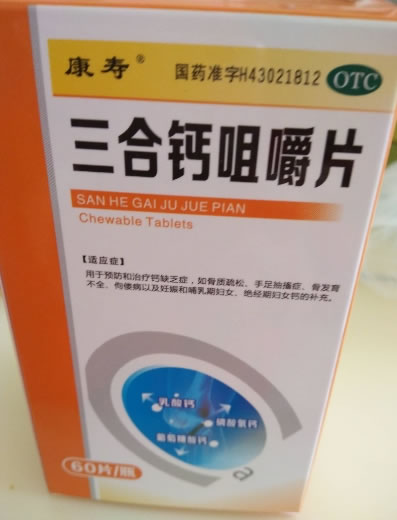 康寿®
国药准字H43021812 OTC
三合钙咀嚼片
SAN HE GAI JU JUE PIAN
Chewable Tablets
【适应症】
用于预防和治疗钙缺乏症，如骨质疏松、手足抽搐症、骨发育
不全、佝偻病以及妊娠和哺乳期妇女、绝经期妇女钙的补充。
乳酸钙
磷酸氢钙
葡萄糖酸钙
60片/瓶